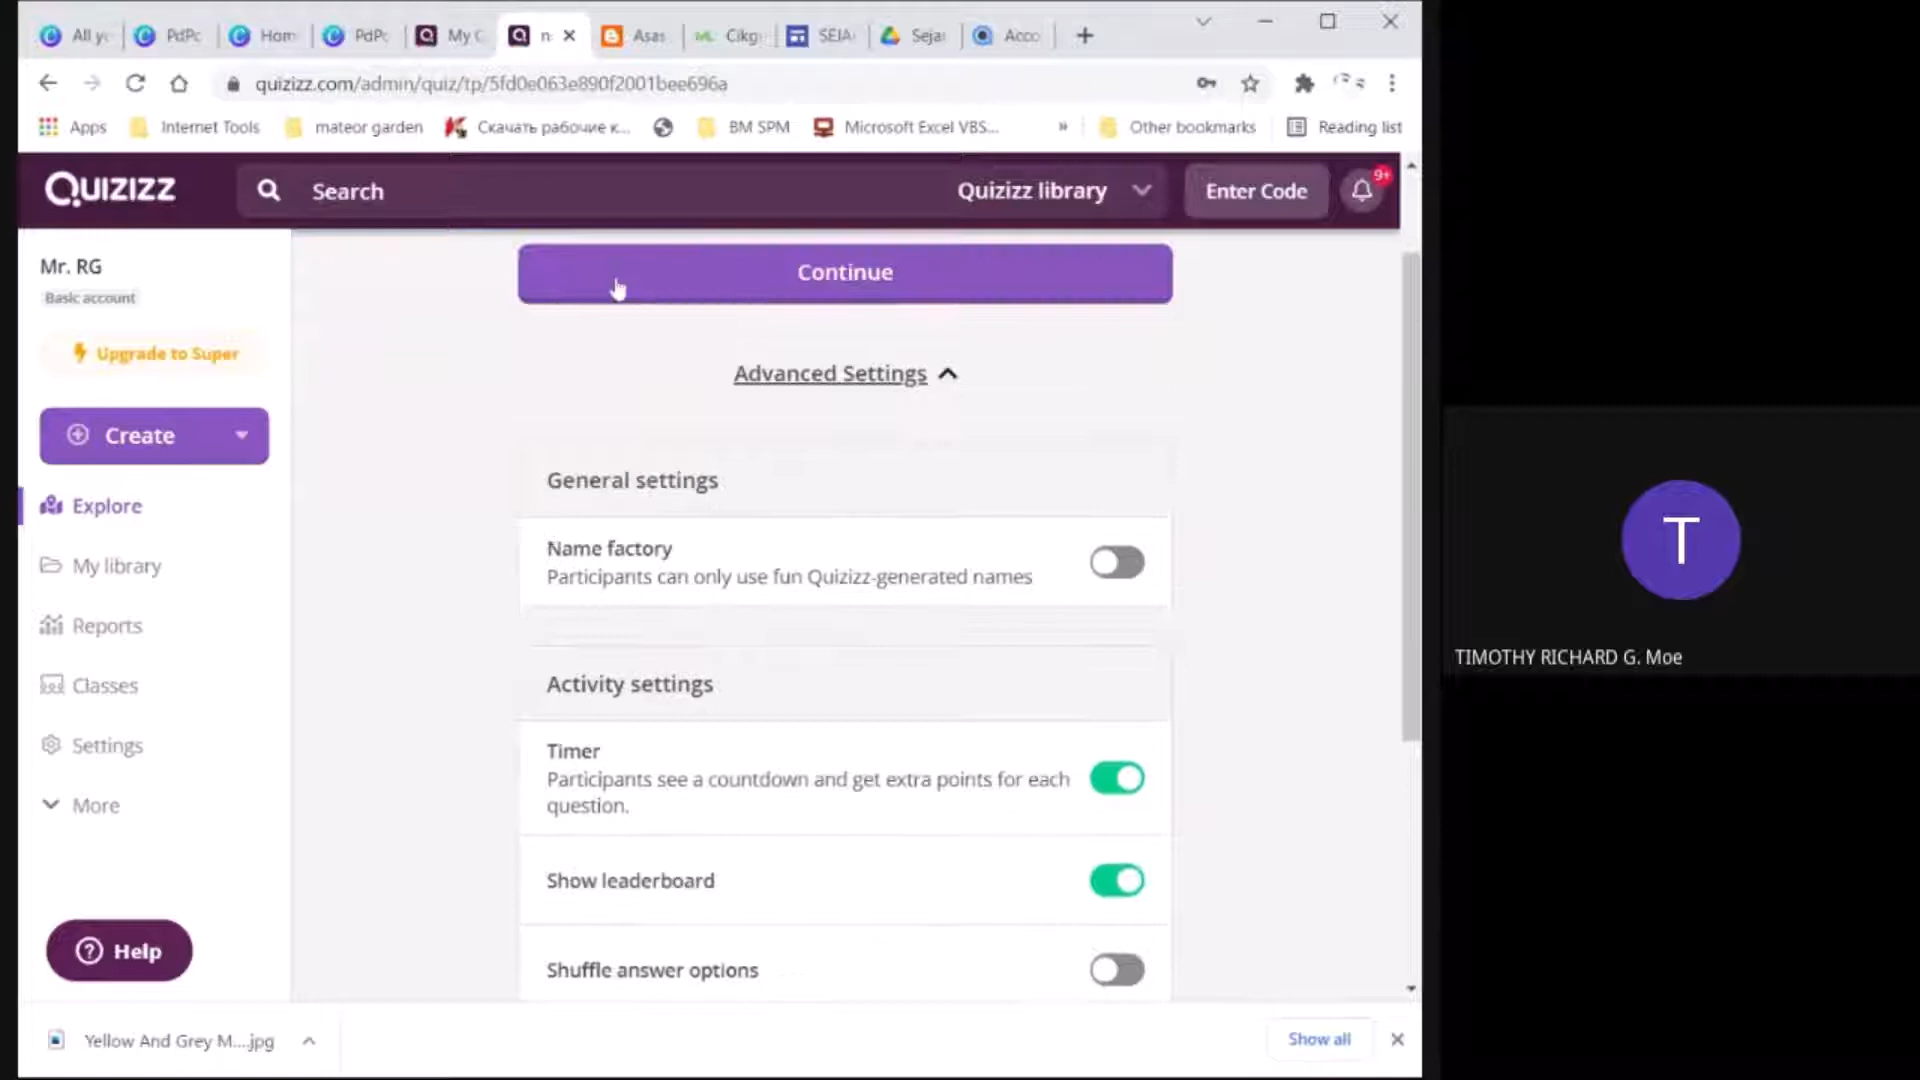 All y
PdPc
Hom
PdPc
My C
n
Asas
Cikg
SEJA
Sejar
Acco
quizizz.com/admin/quiz/tp/5fd0e063e890f2001bee696a
Apps
Internet Tools
mateor garden
Скачать рабочие к...
BM SPM
Microsoft Excel VBS...
»
Other bookmarks
Reading list
QUIZIZZ
Search
Quizizz library
Enter Code
9+
Mr. RG
Basic account
Upgrade to Super
Create
Explore
My library
Reports
Classes
Settings
More
Help
Continue
Advanced Settings
General settings
Name factory
Participants can only use fun Quizizz-generated names
Activity settings
Timer
Participants see a countdown and get extra points for each
question.
Show leaderboard
Shuffle answer options
T
TIMOTHY RICHARD G. Moe
Yellow And Grey M....jpg
Show all